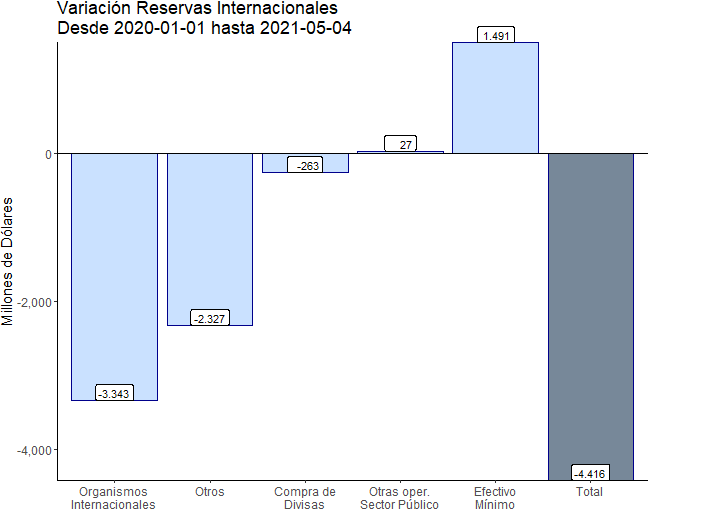 Variación Reservas Internacionales
Desde 2020-01-01 hasta 2021-05-04
Millones de Dólares
0
-2,000
-4,000
-3.343
-2.327
-263
27
1.491
-4.416
Organismos
Internacionales
Otros
Compra de
Divisas
Otras oper.
Sector Público
Efectivo
Mínimo
Total